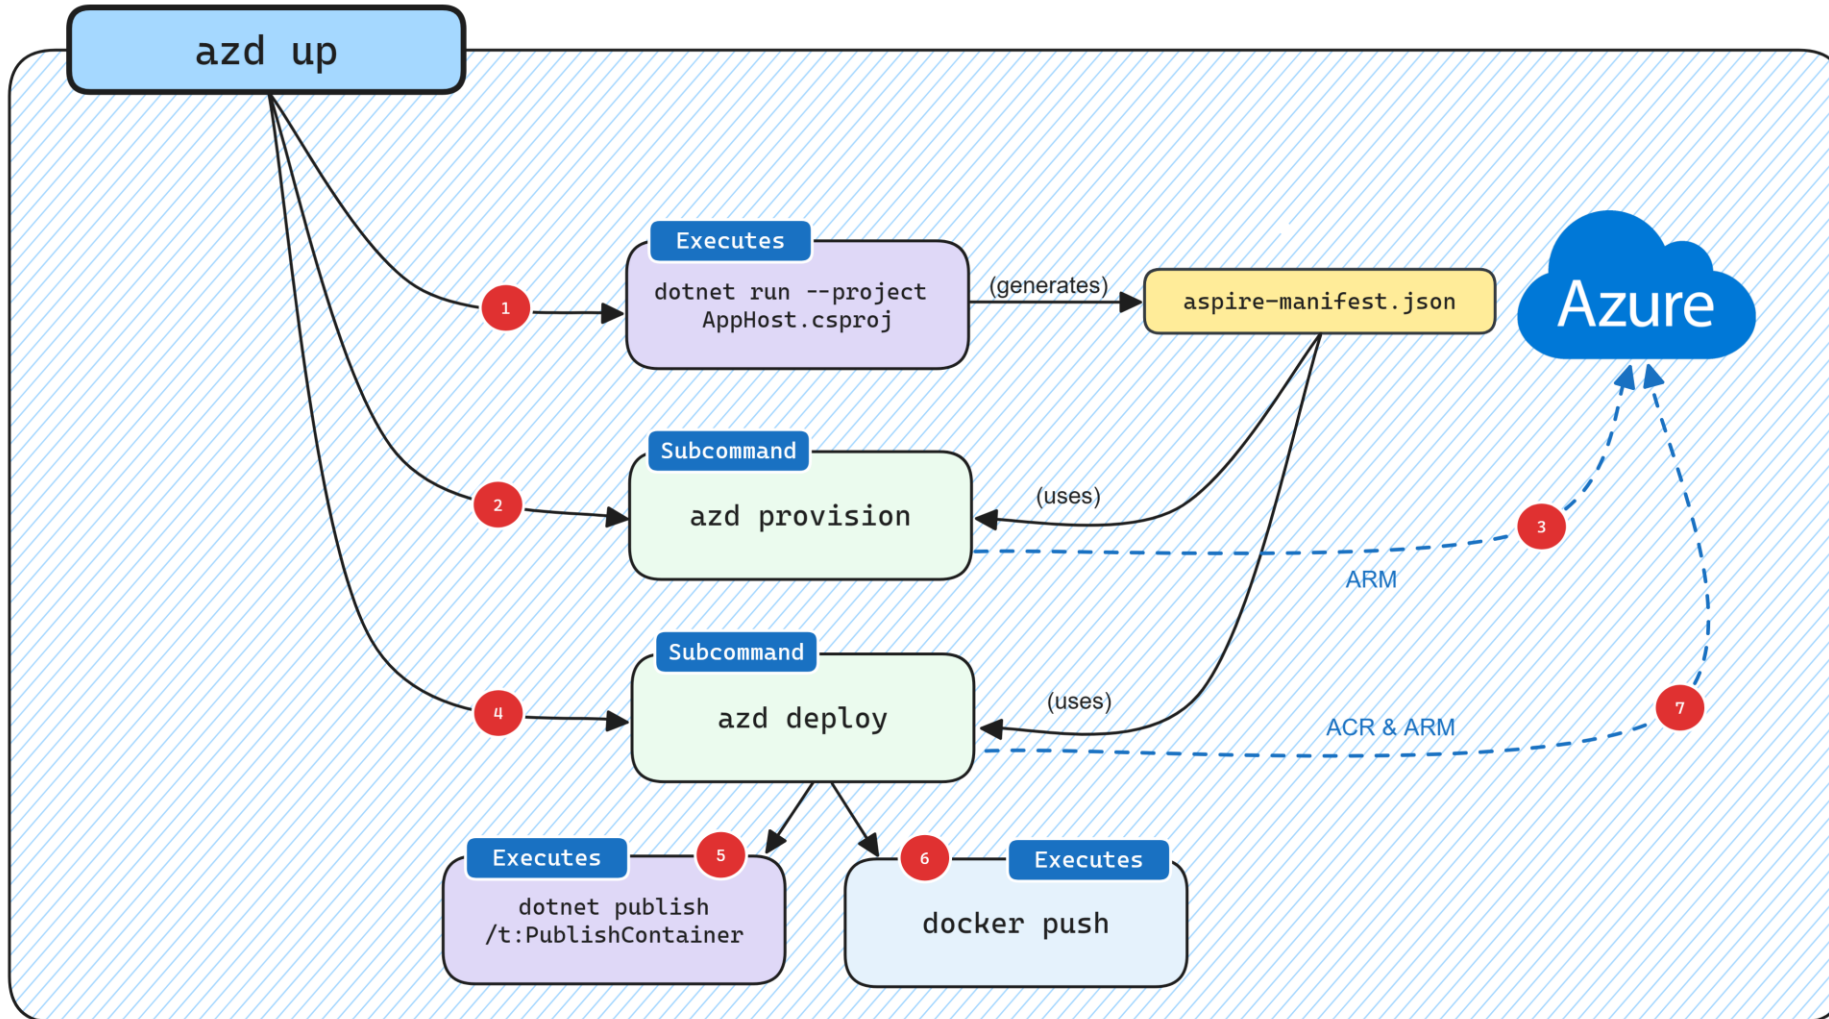 azd up
Executes
dotnet run --project
AppHost.csproj
1
(generates)
aspire-manifest.json
Azure
Subcommand
azd provision
2
(uses)
3
ARM
Subcommand
azd deploy
4
(uses)
ACR & ARM
7
Executes
5
dotnet publish
/t:PublishContainer
6
Executes
docker push